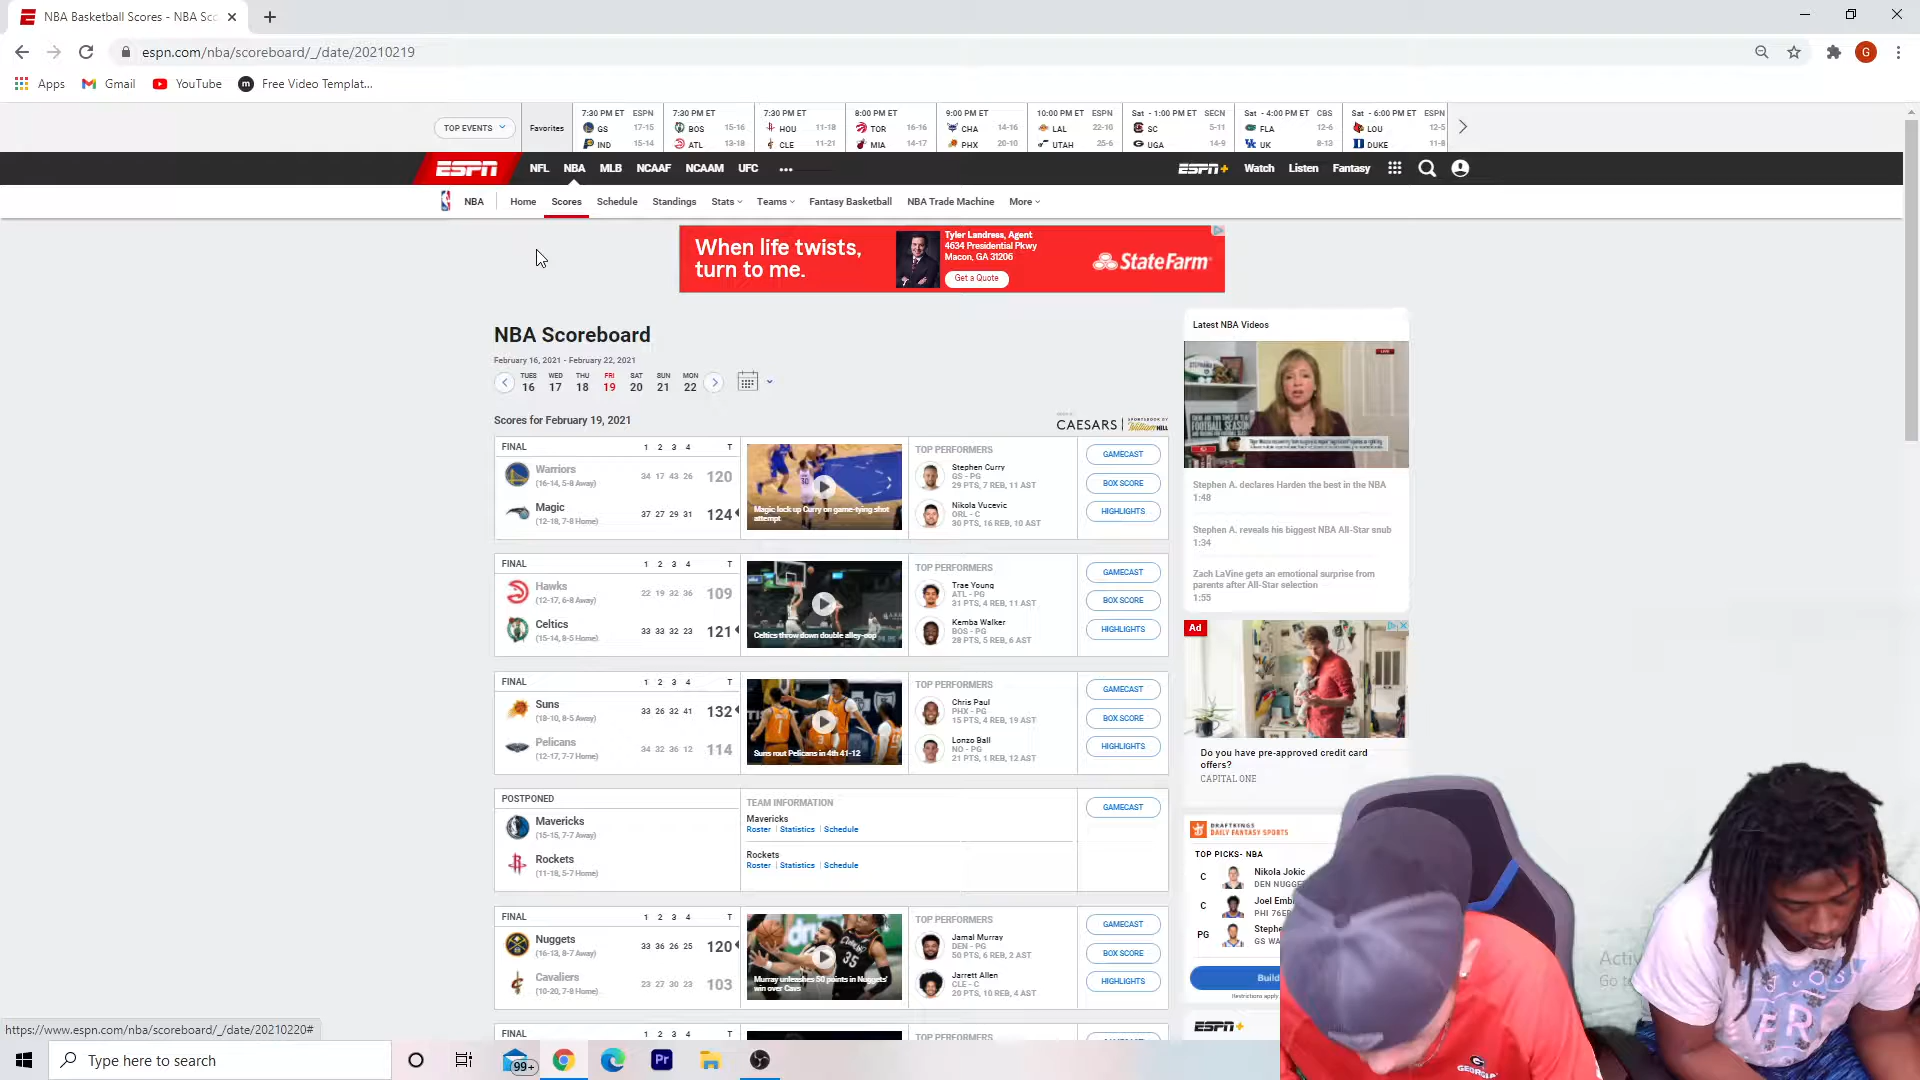 NBA Basketball Scores - NBA Sco
espn.com/nba/scoreboard/_/date/20210219
G
Apps Gmail YouTube Free Video Templat...
TOP EVENTS
Favorites
7:30 PM ET ESPN
GS 17-15
IND 15-14
7:30 PM ET
BOS 15-16
ATL 13-18
7:30 PM ET
HOU 11-18
CLE 11-21
8:00 PM ET
TOR 16-16
MIA 14-17
9:00 PM ET
CHA 14-16
PHX 20-10
10:00 PM ET ESPN
LAL 22-10
UTAH 25-6
Sat - 1:00 PM ET SECN
SC 5-11
UGA 14-9
Sat - 4:00 PM ET CBS
FLA 12-6
UK 8-13
Sat - 6:00 PM ET ESPN
LOU 12-5
DUKE 11-8
ESPN NFL NBA MLB NCAAF NCAAM UFC ••• ESPN+ Watch Listen Fantasy
NBA Home Scores Schedule Standings Stats Teams Fantasy Basketball NBA Trade Machine More
When life twists,
turn to me.
Tyler Landress, Agent
4634 Presidential Pkwy
Macon, GA 31206
Get a Quote
StateFarm
NBA Scoreboard
February 16, 2021 - February 22, 2021
TUES WED THU FRI SAT SUN MON
16 17 18 19 20 21 22
Scores for February 19, 2021
CAESARS | SPORTSBOOK BY William HILL
FINAL 1 2 3 4 T
Warriors
(16-14, 5-8 Away)
34 17 43 26 120
Magic
(12-18, 7-8 Home)
37 27 29 31 124
Magic lock up Curry on game-tying shot
attempt
TOP PERFORMERS
Stephen Curry
GS - PG
29 PTS, 7 REB, 11 AST
Nikola Vucevic
ORL - C
30 PTS, 16 REB, 10 AST
GAMECAST
BOX SCORE
HIGHLIGHTS
FINAL 1 2 3 4 T
Hawks
(12-17, 6-8 Away)
22 19 32 36 109
Celtics
(15-14, 8-5 Home)
33 33 32 23 121
Celtics throw down double alley-oop
TOP PERFORMERS
Trae Young
ATL - PG
31 PTS, 4 REB, 11 AST
Kemba Walker
BOS - PG
28 PTS, 5 REB, 6 AST
GAMECAST
BOX SCORE
HIGHLIGHTS
FINAL 1 2 3 4 T
Suns
(18-10, 8-5 Away)
33 26 32 41 132
Pelicans
(12-17, 7-7 Home)
34 32 36 12 114
Suns rout Pelicans in 4th 41-12
TOP PERFORMERS
Chris Paul
PHX - PG
15 PTS, 4 REB, 19 AST
Lonzo Ball
NO - PG
21 PTS, 1 REB, 12 AST
GAMECAST
BOX SCORE
HIGHLIGHTS
POSTPONED
Mavericks
(15-15, 7-7 Away)
Rockets
(11-18, 5-7 Home)
TEAM INFORMATION
Mavericks
Roster | Statistics | Schedule
Rockets
Roster | Statistics | Schedule
GAMECAST
FINAL 1 2 3 4 T
Nuggets
(16-13, 8-7 Away)
33 36 26 25 120
Cavaliers
(10-20, 7-8 Home)
23 27 30 23 103
35
Murray unleashes 50 points in Nuggets'
win over Cavs
TOP PERFORMERS
Jamal Murray
DEN - PG
50 PTS, 6 REB, 2 AST
Jarrett Allen
CLE - C
20 PTS, 10 REB, 4 AST
GAMECAST
BOX SCORE
HIGHLIGHTS
FINAL 1 2 3 4 T
TOP PERFORMERS
Latest NBA Videos
LIVE
Stephen A. declares Harden the best in the NBA
1:48
Stephen A. reveals his biggest NBA All-Star snub
1:34
Zach LaVine gets an emotional surprise from
parents after All-Star selection
1:55
Ad
Do you have pre-approved credit card
offers?
CAPITAL ONE
DRAFTKINGS
DAILY FANTASY SPORTS
TOP PICKS- NBA
C Nikola Jokic
DEN NUGGE
C Joel Emb
PHI 76E
PG Stephe
GS WA
Build
Restrictions apply
ESPN+
Activ
Go to
GEORGIA
https://www.espn.com/nba/scoreboard/_/date/20210220#
Type here to search
99+
Pr